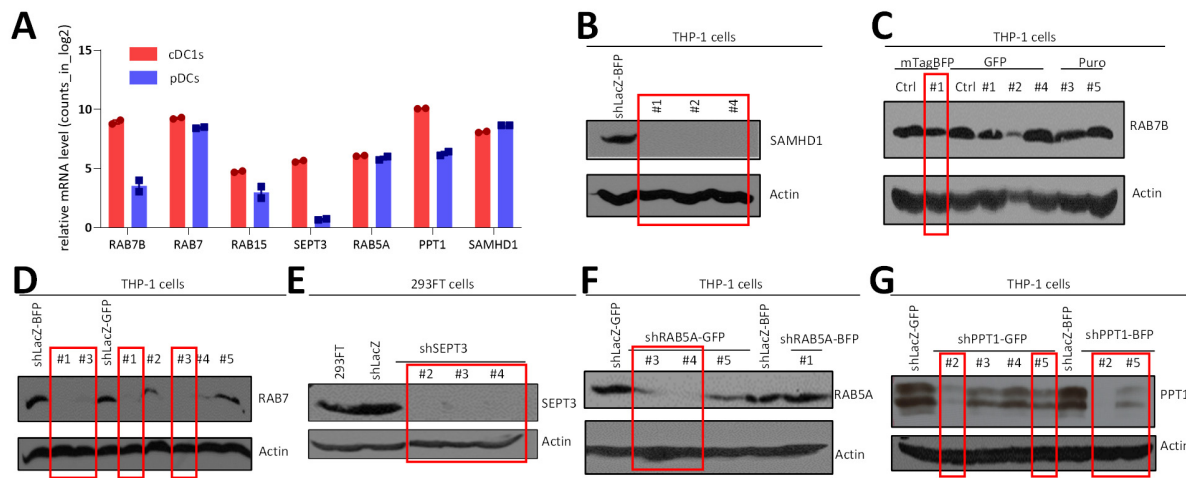 A
relative mRNA level (counts_in_log2)
15
10
5
0
cDC1s
pDCs
RAB7B RAB7 RAB15 SEPT3 RAB5A PPT1 SAMHD1
B
THP-1 cells
shLacZ-BFP
#1 #2 #4
SAMHD1
Actin
C
THP-1 cells
mTagBFP GFP Puro
Ctrl #1 Ctrl #1 #2 #4 #3 #5
RAB7B
Actin
D
THP-1 cells
shLacZ-BFP
#1 #3
shLacZ-GFP
#1 #2 #3 #4 #5
RAB7
Actin
E
293FT cells
293FT
shLacZ
shSEPT3
#2 #3 #4
SEPT3
Actin
F
THP-1 cells
shLacZ-GFP
shRAB5A-GFP
#3 #4 #5
shLacZ-BFP
shRAB5A-BFP
#1
RAB5A
Actin
G
THP-1 cells
shLacZ-GFP
shPPT1-GFP
#2 #3 #4 #5
shLacZ-BFP
shPPT1-BFP
#2 #5
PPT1
Actin